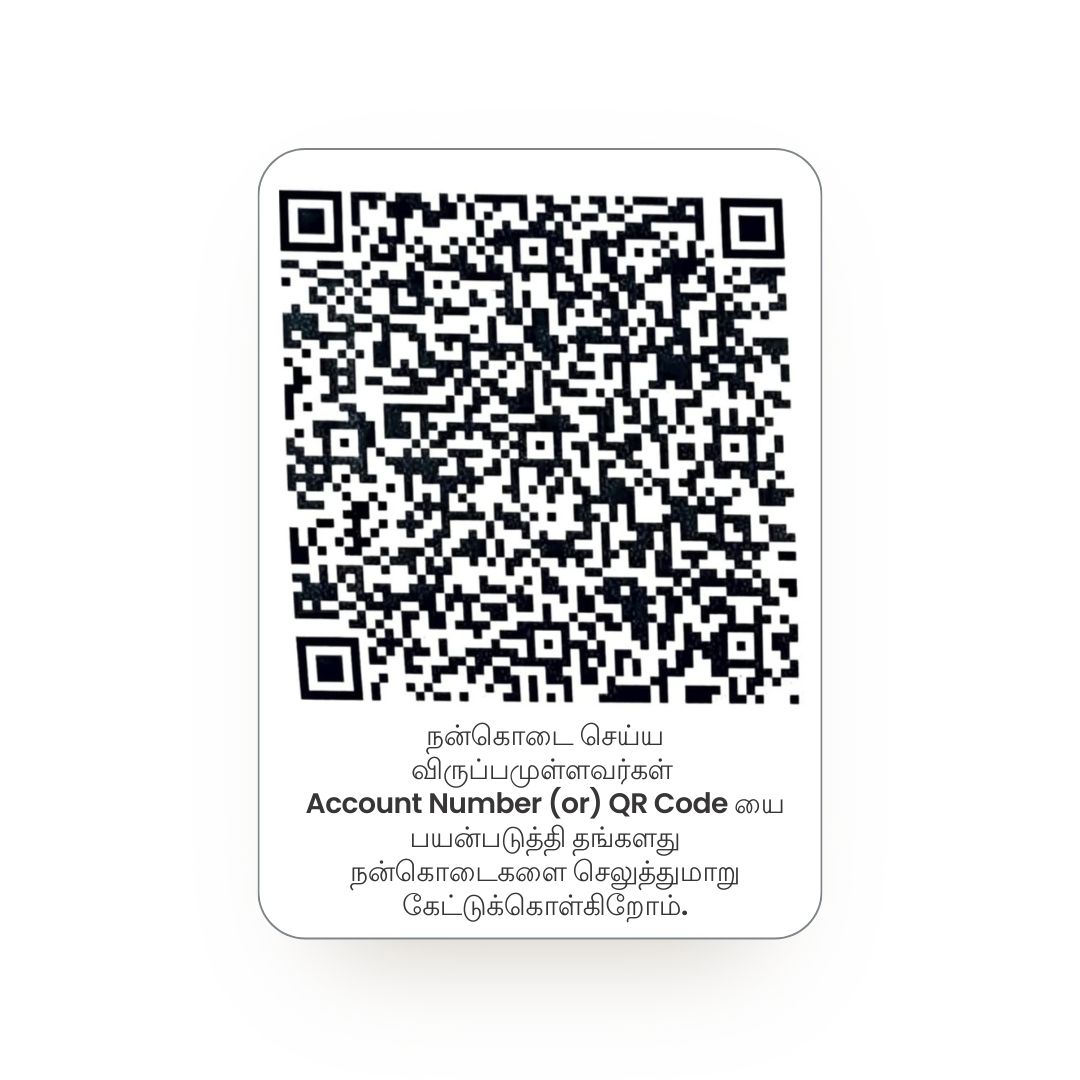 நன்கொடை செய்ய
விருப்பமுள்ளவர்கள்
Account Number (or) QR Code யை
பயன்படுத்தி தங்களது
நன்கொடைகளை செலுத்துமாறு
கேட்டுக்கொள்கிறோம்.